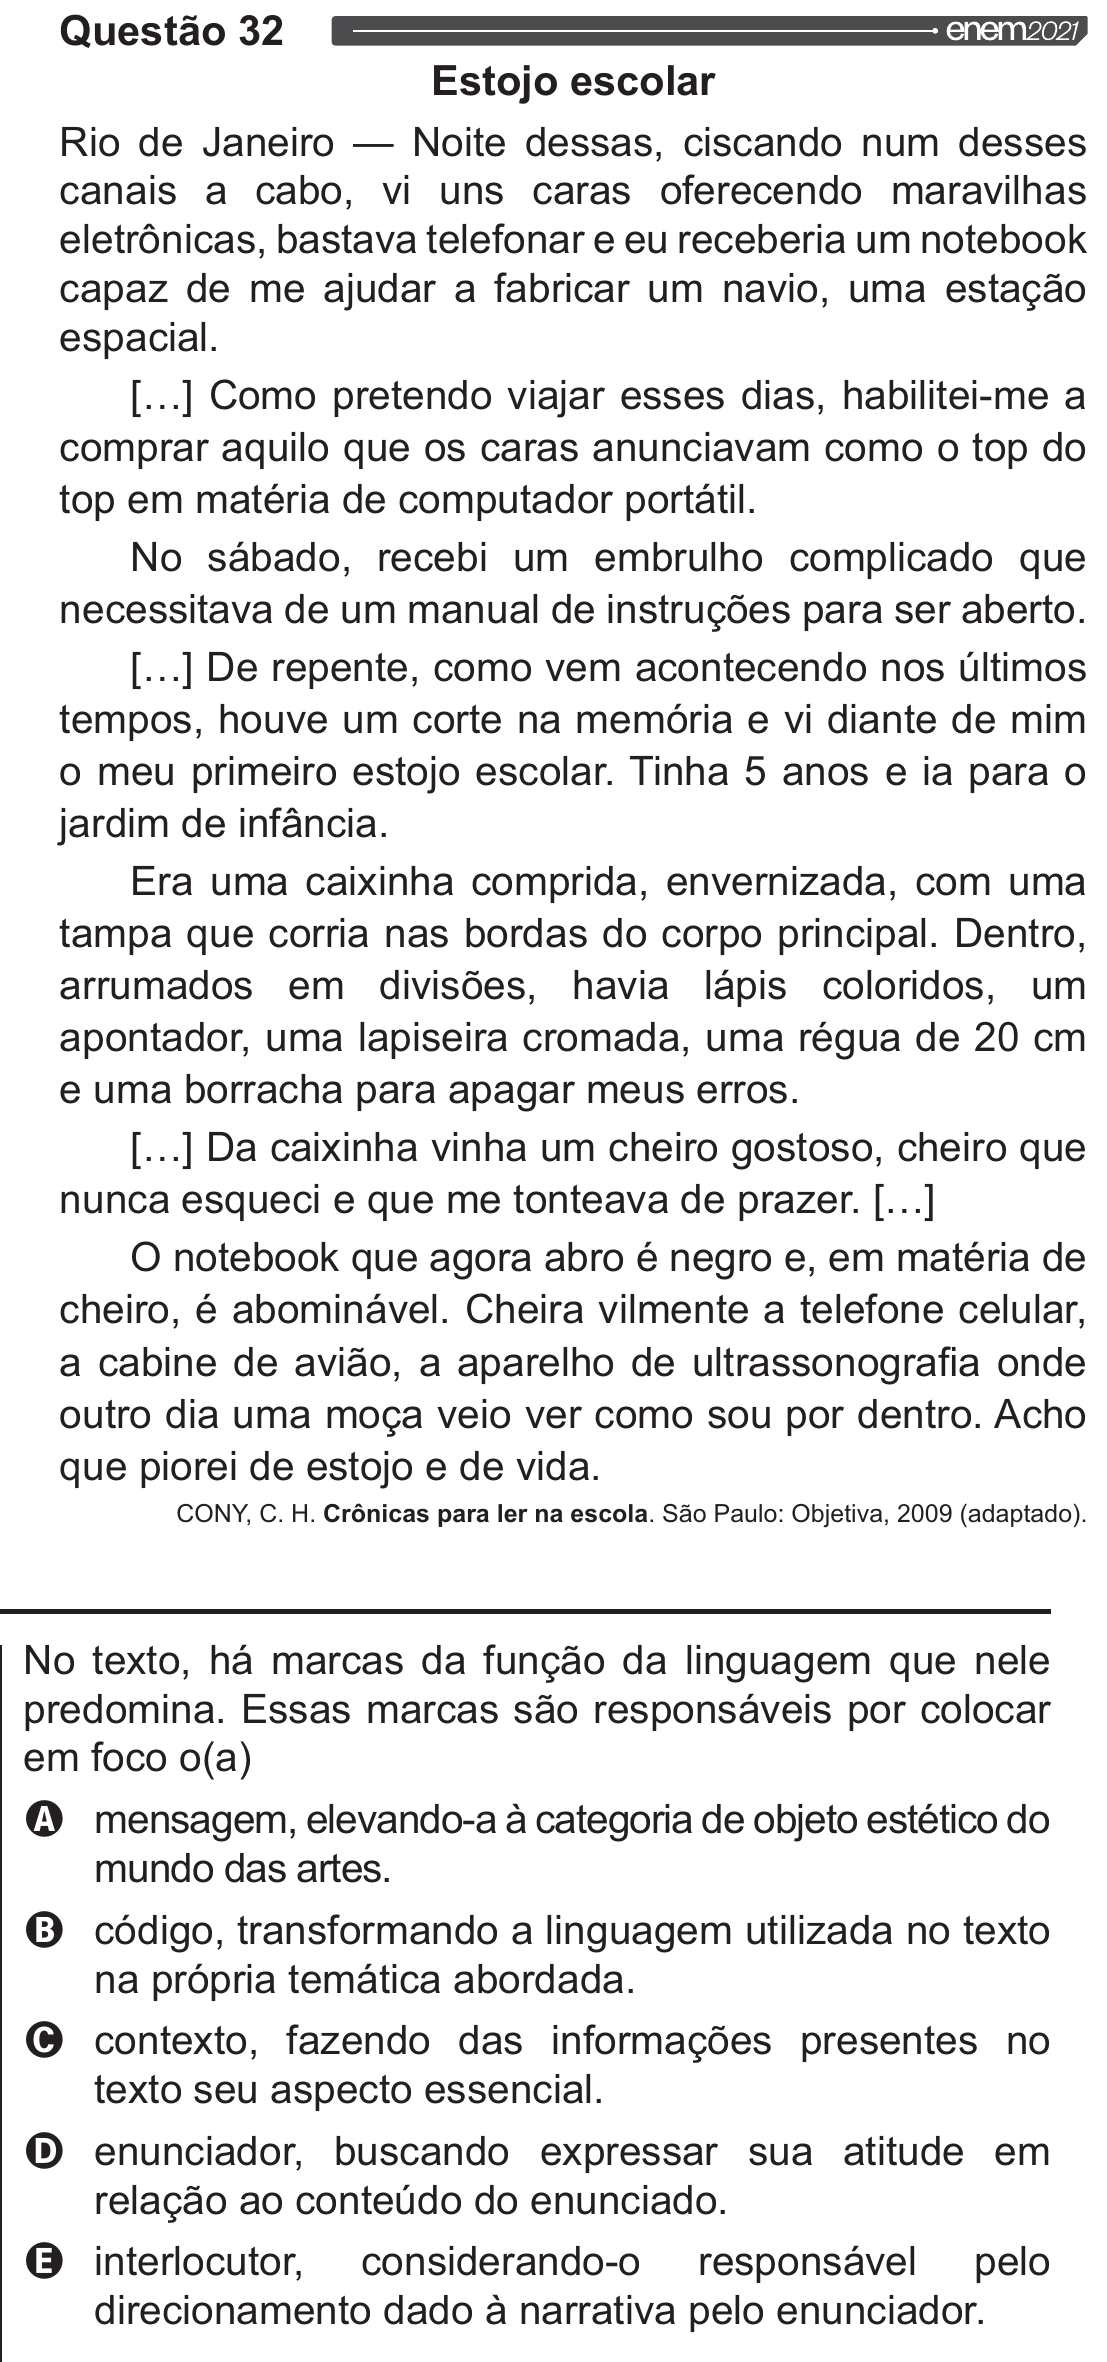 Questão 32
enem2021
Estojo escolar
Rio de Janeiro — Noite dessas, ciscando num desses
canais a cabo, vi uns caras oferecendo maravilhas
eletrônicas, bastava telefonar e eu receberia um notebook
capaz de me ajudar a fabricar um navio, uma estação
espacial.
[…] Como pretendo viajar esses dias, habilitei-me a
comprar aquilo que os caras anunciavam como o top do
top em matéria de computador portátil.
No sábado, recebi um embrulho complicado que
necessitava de um manual de instruções para ser aberto.
[…] De repente, como vem acontecendo nos últimos
tempos, houve um corte na memória e vi diante de mim
o meu primeiro estojo escolar. Tinha 5 anos e ia para o
jardim de infância.
Era uma caixinha comprida, envernizada, com uma
tampa que corria nas bordas do corpo principal. Dentro,
arrumados em divisões, havia lápis coloridos, um
apontador, uma lapiseira cromada, uma régua de 20 cm
e uma borracha para apagar meus erros.
[…] Da caixinha vinha um cheiro gostoso, cheiro que
nunca esqueci e que me tonteava de prazer. […]
O notebook que agora abro é negro e, em matéria de
cheiro, é abominável. Cheira vilmente a telefone celular,
a cabine de avião, a aparelho de ultrassonografia onde
outro dia uma moça veio ver como sou por dentro. Acho
que piorei de estojo e de vida.
CONY, C. H. Crônicas para ler na escola. São Paulo: Objetiva, 2009 (adaptado).
No texto, há marcas da função da linguagem que nele
predomina. Essas marcas são responsáveis por colocar
em foco o(a)
A mensagem, elevando-a à categoria de objeto estético do
mundo das artes.
B código, transformando a linguagem utilizada no texto
na própria temática abordada.
C contexto, fazendo das informações presentes no
texto seu aspecto essencial.
D enunciador, buscando expressar sua atitude em
relação ao conteúdo do enunciado.
E interlocutor, considerando-o responsável pelo
direcionamento dado à narrativa pelo enunciador.